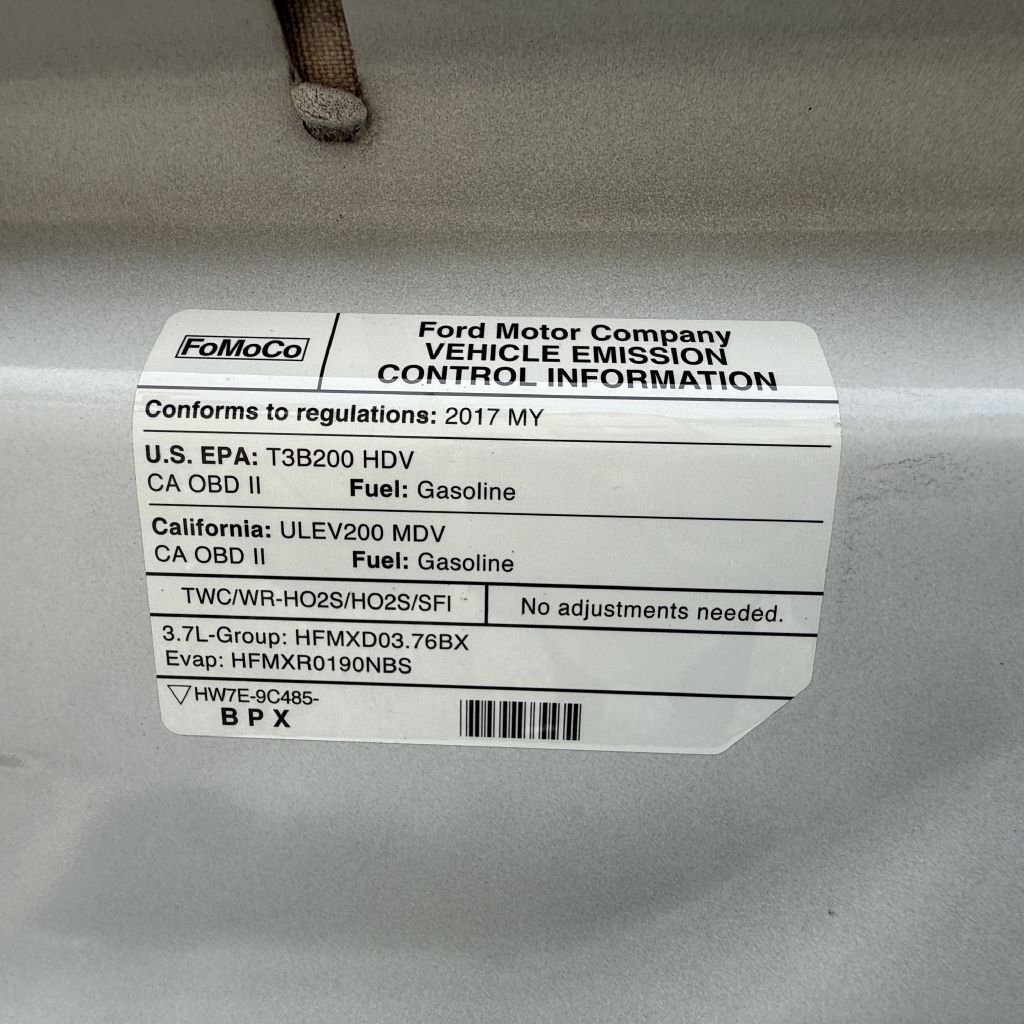 FoMoCo
Ford Motor Company
VEHICLE EMISSION
CONTROL INFORMATION
Conforms to regulations: 2017 MY
U.S. EPA: T3B200 HDV
CA OBD II Fuel: Gasoline
California: ULEV200 MDV
CA OBD II Fuel: Gasoline
TWC/WR-HO2S/HO2S/SFI
No adjustments needed.
3.7L-Group: HFMXD03.76BX
Evap: HFMXR0190NBS
HW7E-9C485-
B P X